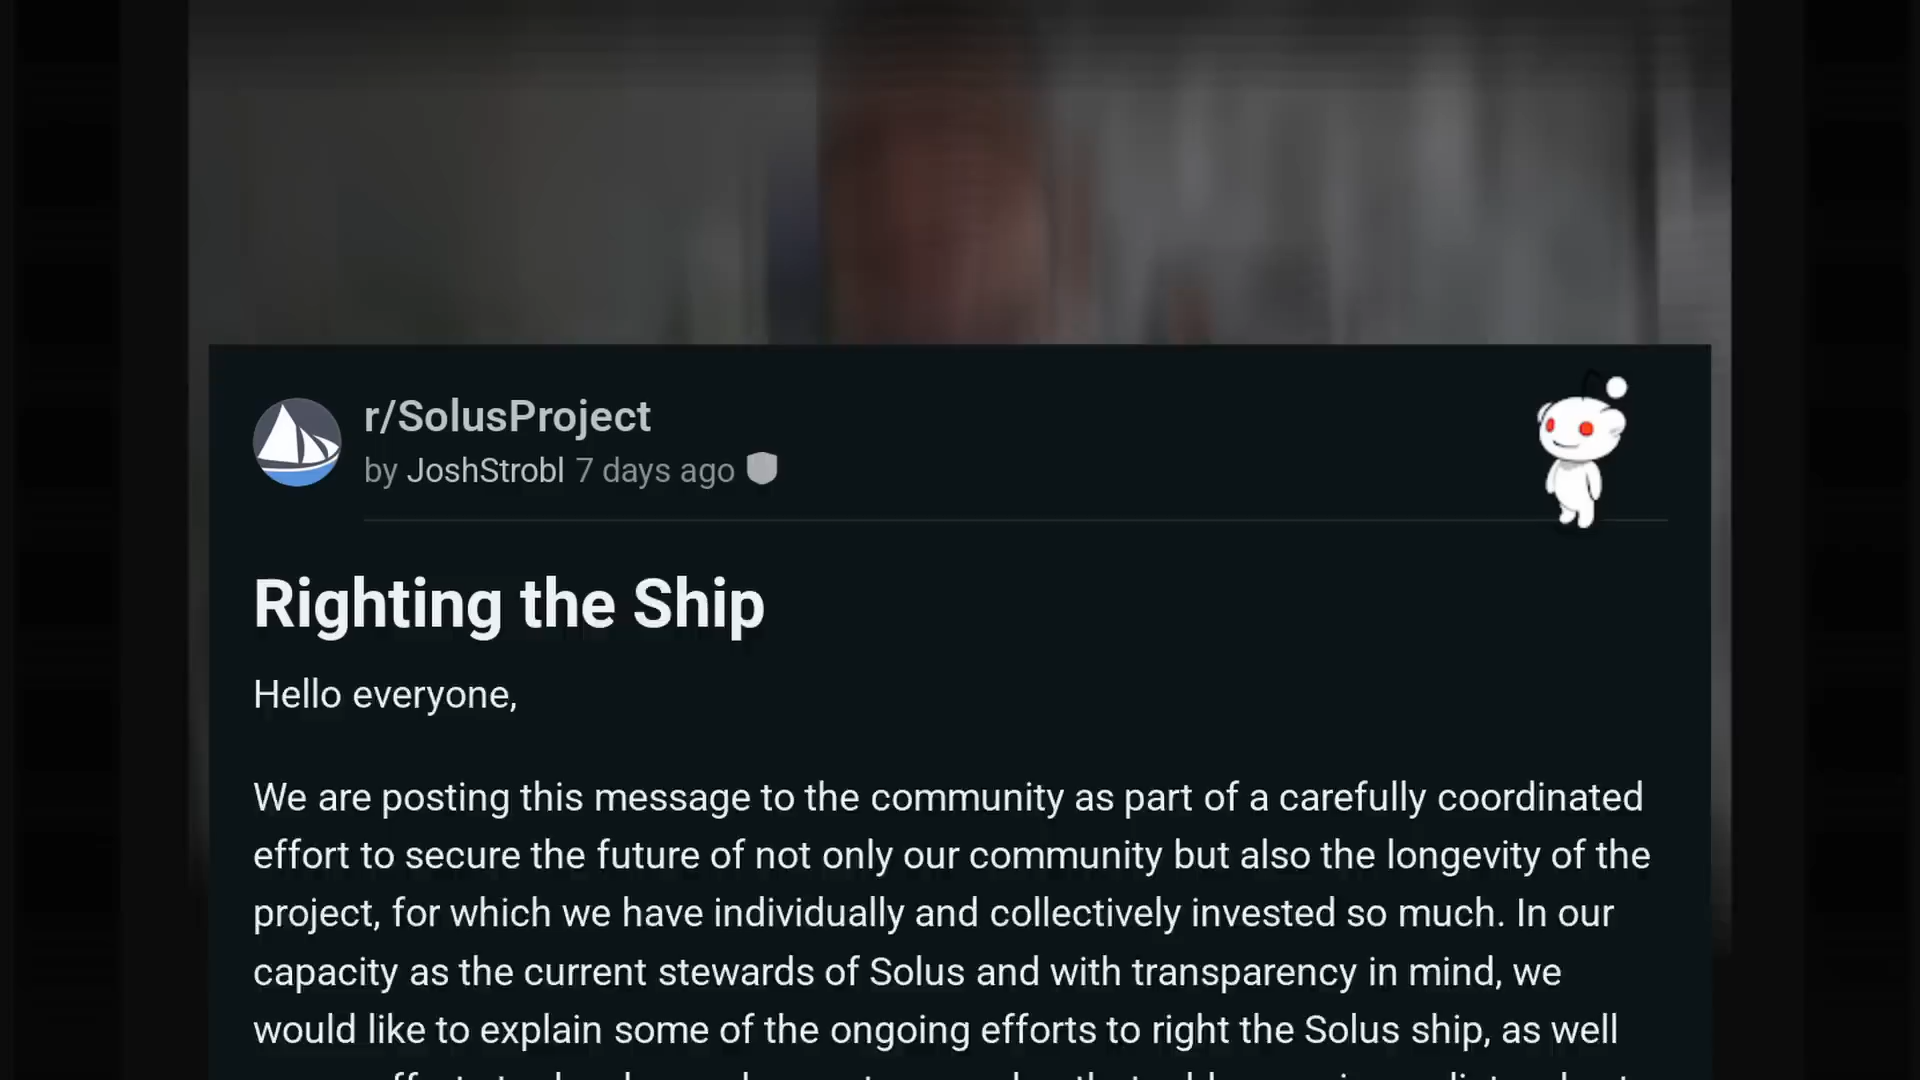 r/SolusProject
by JoshStrobl 7 days ago
Righting the Ship
Hello everyone,
We are posting this message to the community as part of a carefully coordinated
effort to secure the future of not only our community but also the longevity of the
project, for which we have individually and collectively invested so much. In our
capacity as the current stewards of Solus and with transparency in mind, we
would like to explain some of the ongoing efforts to right the Solus ship, as well